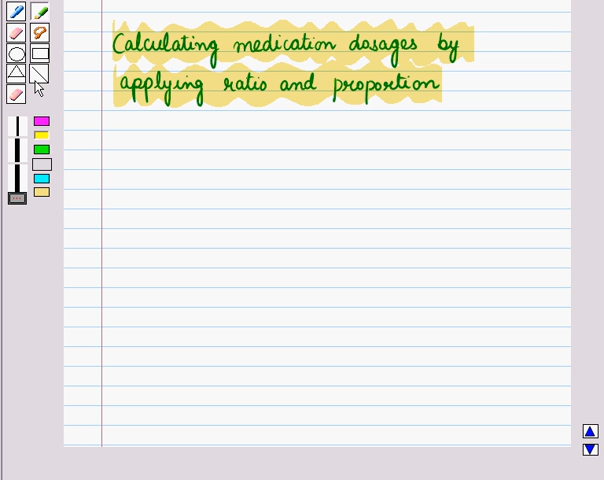 Calculating medication dosages by
applying ratio and proportion